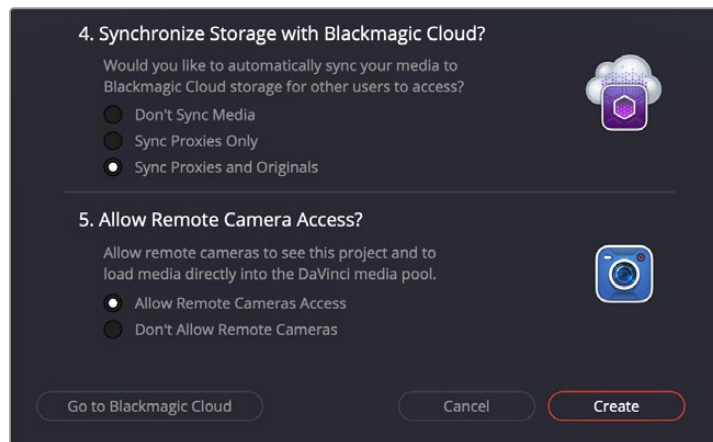 4. Synchronize Storage with Blackmagic Cloud?
Would you like to automatically sync your media to
Blackmagic Cloud storage for other users to access?
Don't Sync Media
Sync Proxies Only
Sync Proxies and Originals
5. Allow Remote Camera Access?
Allow remote cameras to see this project and to
load media directly into the DaVinci media pool.
Allow Remote Cameras Access
Don't Allow Remote Cameras
Go to Blackmagic Cloud Cancel Create